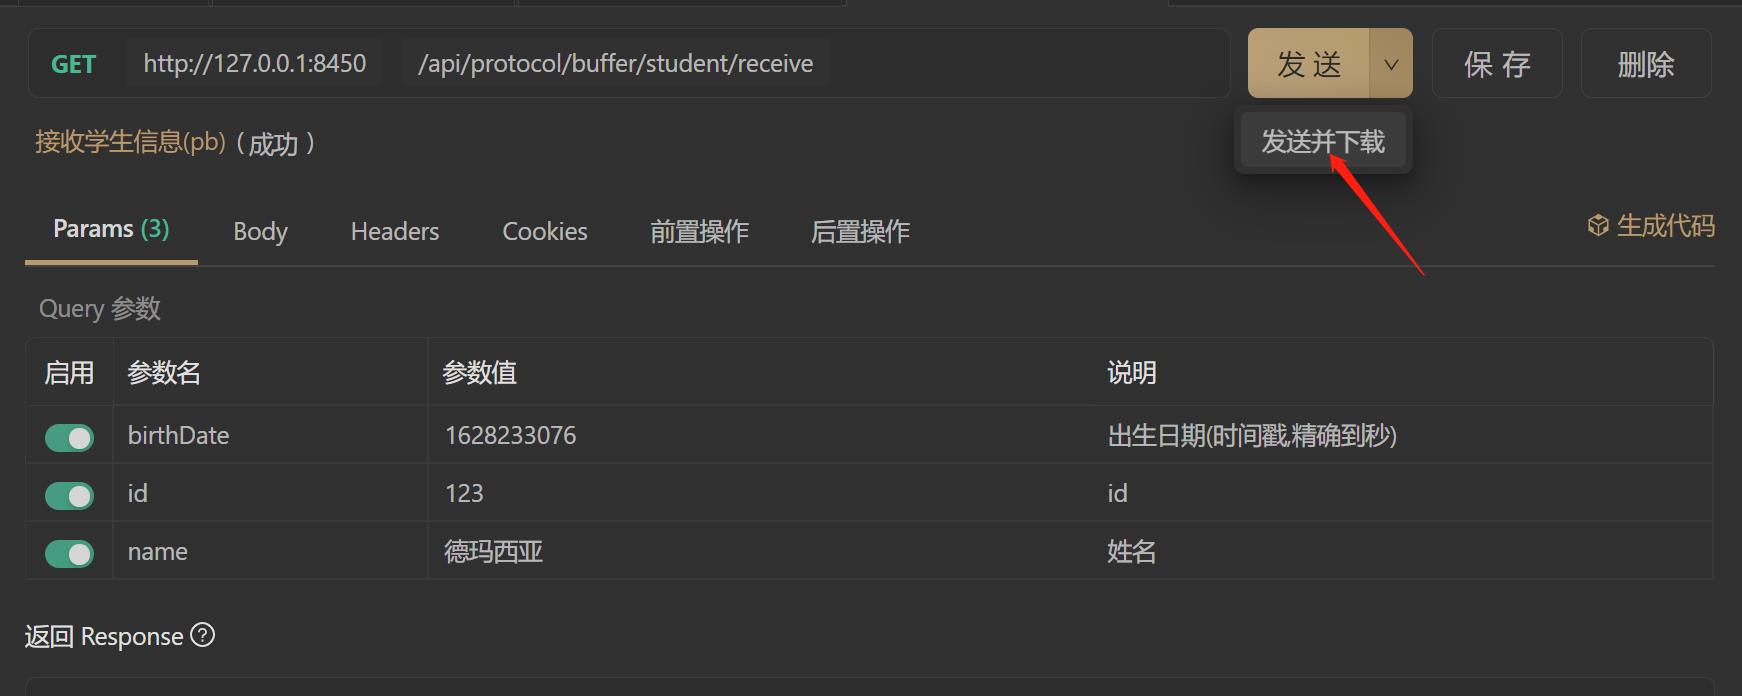 GET http://127.0.0.1:8450 /api/protocol/buffer/student/receive 发送 保存 删除
发送并下载
接收学生信息(pb) ( 成功 )
Params (3) Body Headers Cookies 前置操作 后置操作 生成代码
Query 参数
启用 参数名 参数值 说明
birthDate 1628233076 出生日期(时间戳,精确到秒)
id 123 id
name 德玛西亚 姓名
返回 Response ?